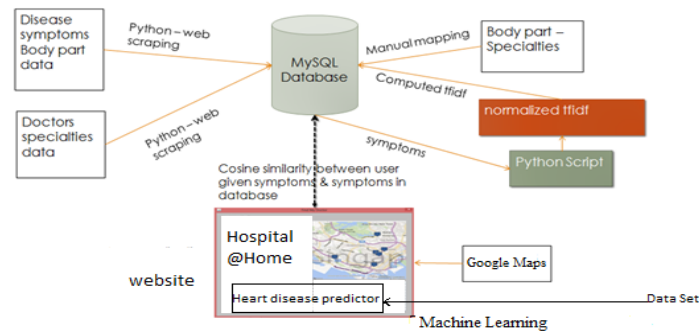 Disease
symptoms
Body part
data
Python – web
scraping
MySQL
Database
Manual mapping
Body part –
Specialties
Computed tfidf
normalized tfidf
Doctors
specialties
data
Python – web
scraping
symptoms
Python Script
Cosine similarity between user
given symptoms & symptoms in
database
Hospital
@Home
website
Google Maps
Heart disease predictor
Data Set
Machine Learning